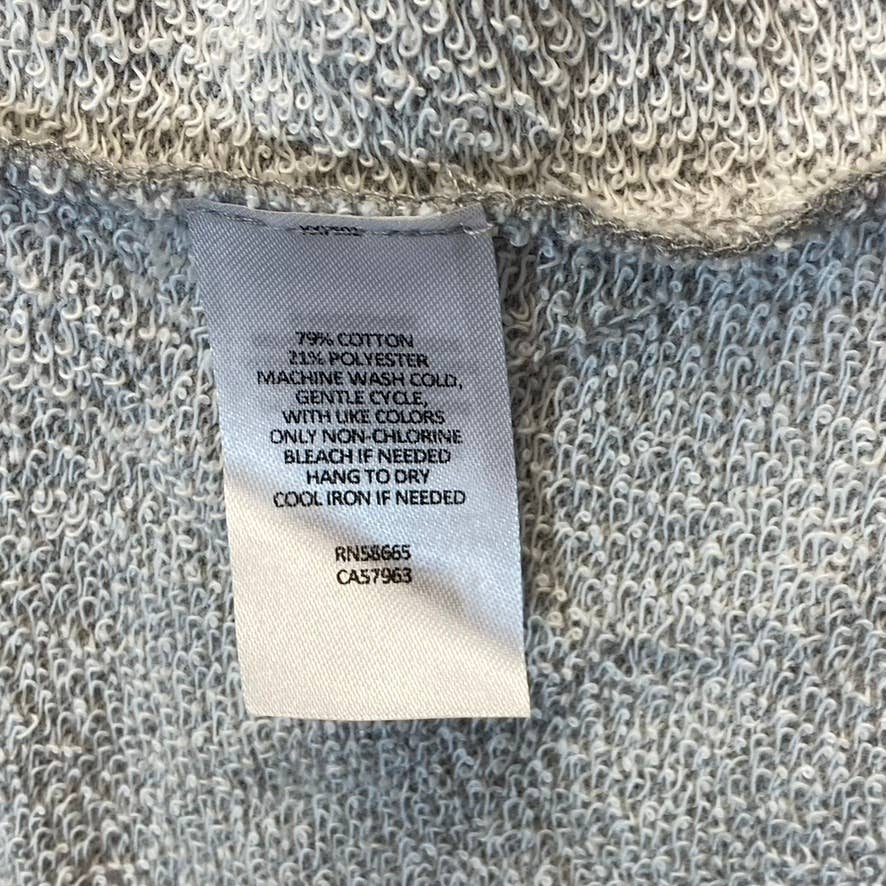 79% COTTON
21% POLYESTER
MACHINE WASH COLD,
GENTLE CYCLE,
WITH LIKE COLORS
ONLY NON-CHLORINE
BLEACH IF NEEDED
HANG TO DRY
COOL IRON IF NEEDED
RN58665
CA57963